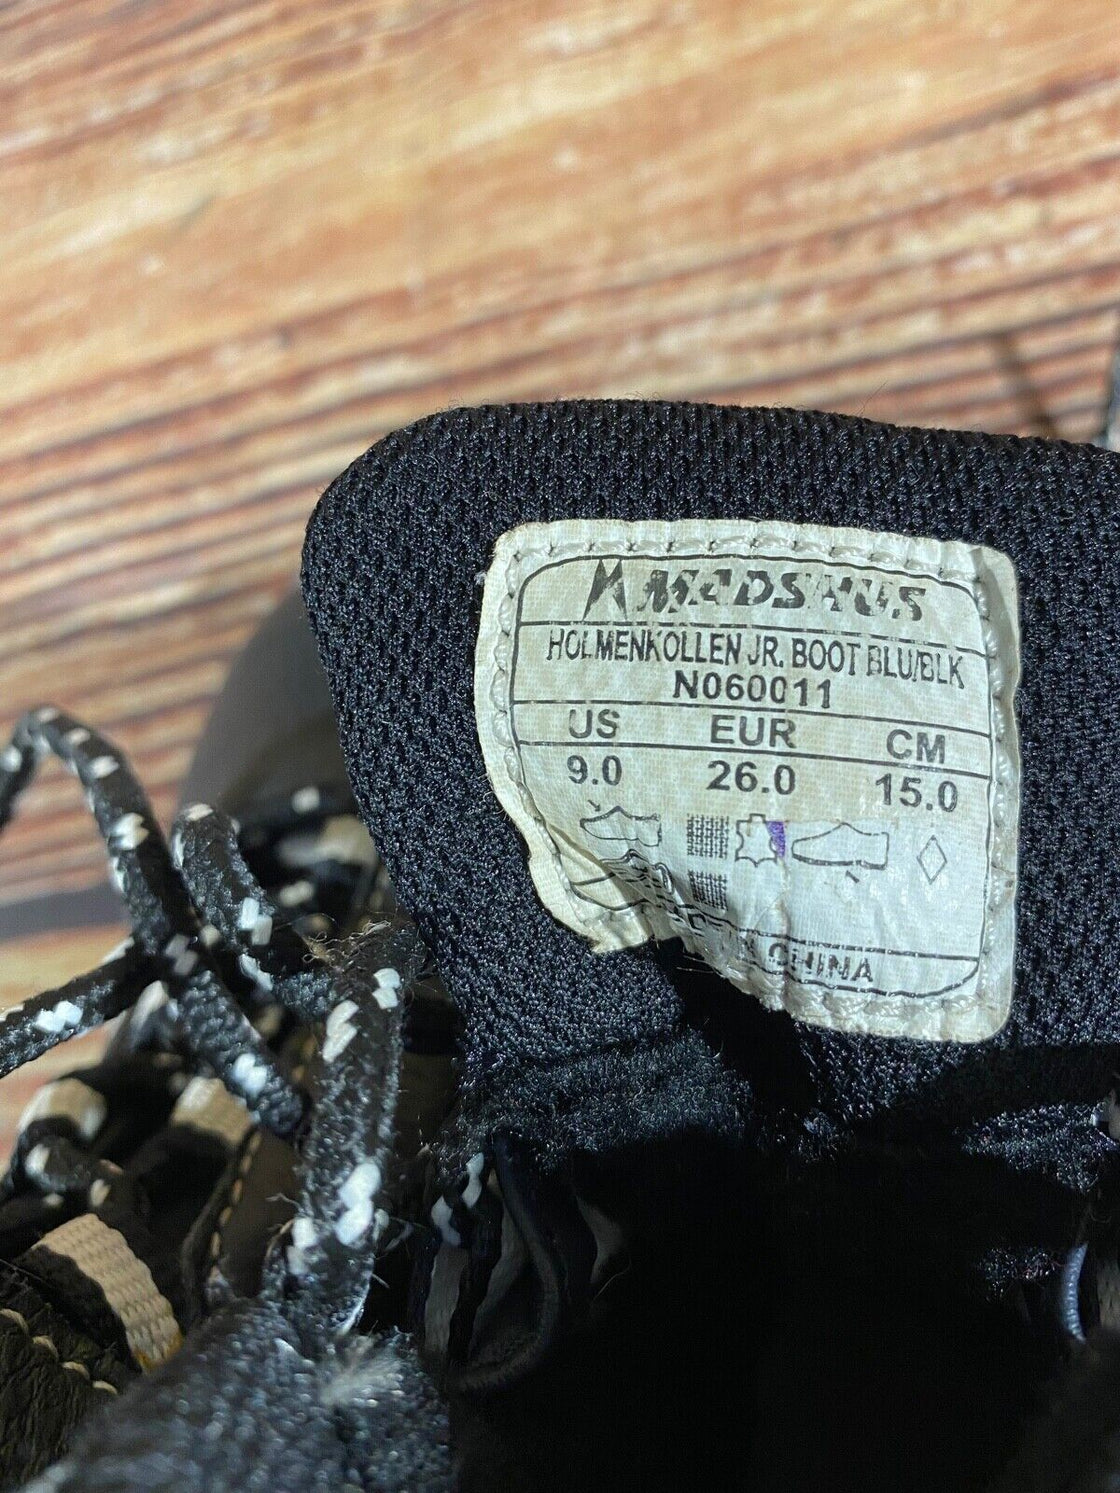 MADSHUS
HOLMENKOLLEN JR. BOOT BLU/BLK
N060011
US EUR CM
9.0 26.0 15.0
CHINA